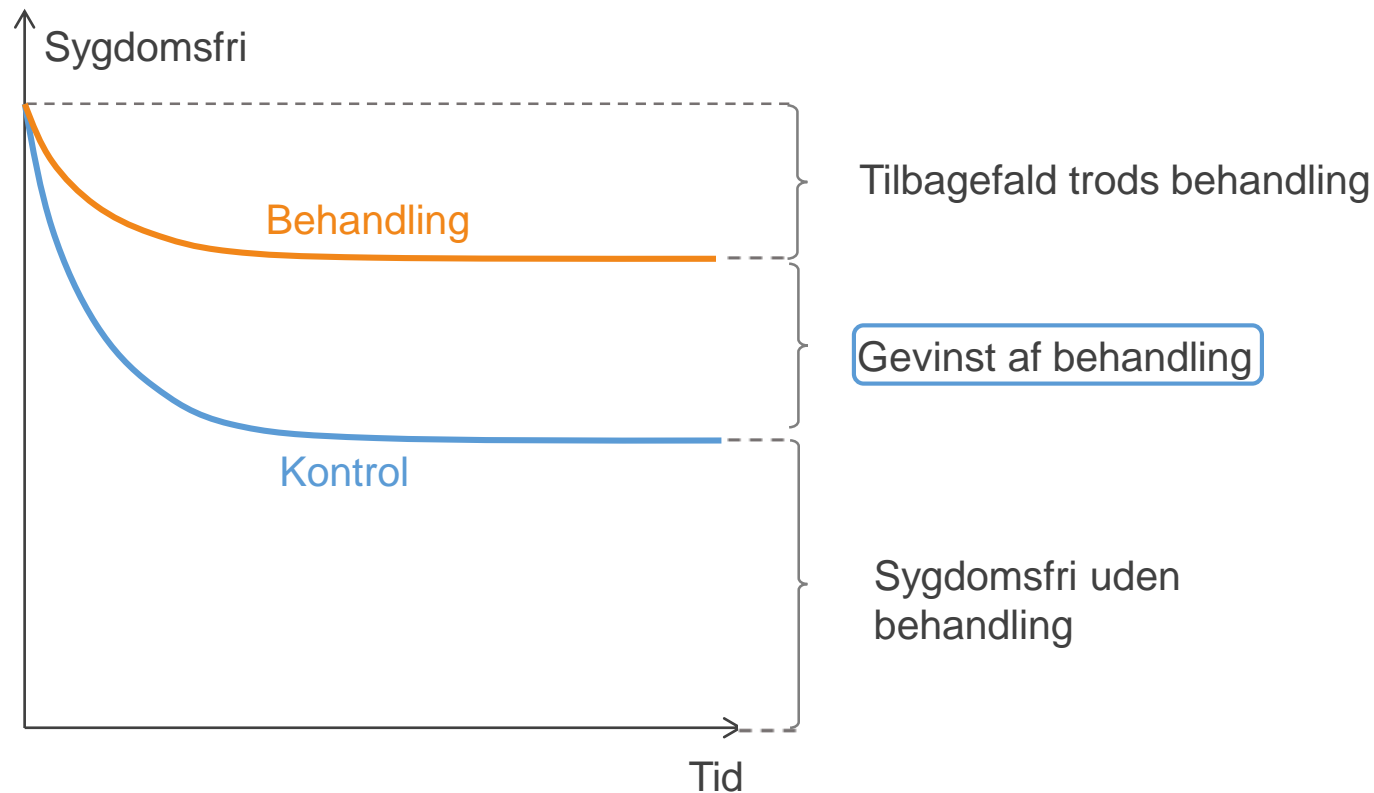 Sygdomsfri
Tilbagefald trods behandling
Behandling
Gevinst af behandling
Kontrol
Sygdomsfri uden
behandling
Tid